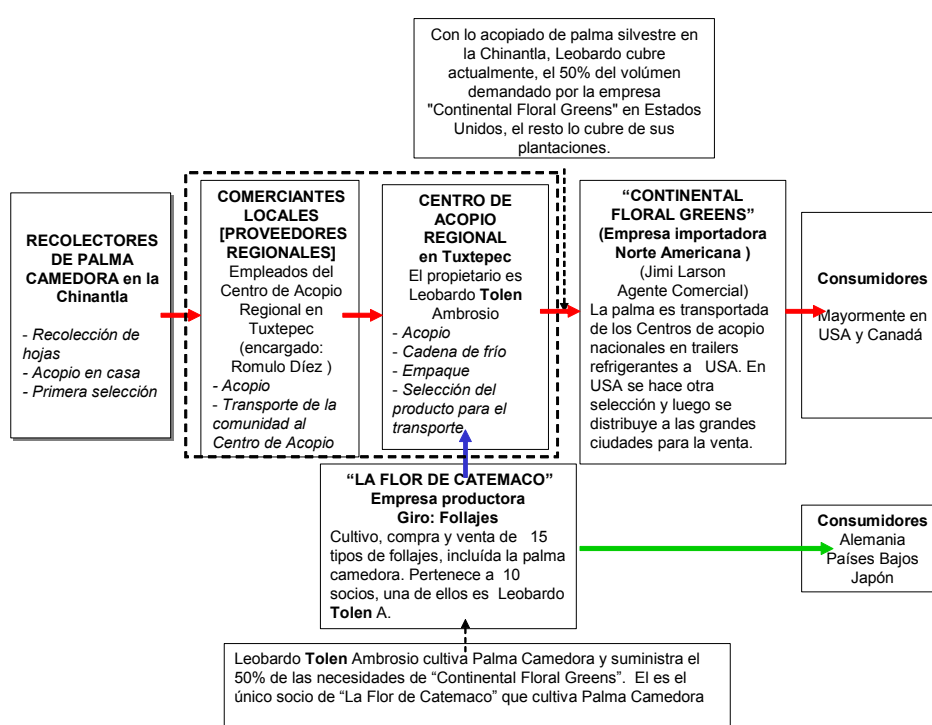 Con lo acopiado de palma silvestre en
la Chinantla, Leobardo cubre
actualmente, el 50% del volúmen
demandado por la empresa
"Continental Floral Greens" en Estados
Unidos, el resto lo cubre de sus
plantaciones.
RECOLECTORES
DE PALMA
CAMEDORA en la
Chinantla
- Recolección de
hojas
- Acopio en casa
- Primera selección
COMERCIANTES
LOCALES
[PROVEEDORES
REGIONALES]
Empleados del
Centro de Acopio
Regional en
Tuxtepec
(encargado:
Romulo Díez )
- Acopio
- Transporte de la
comunidad al
Centro de Acopio
CENTRO DE
ACOPIO
REGIONAL
en Tuxtepec
El propietario es
Leobardo Tolen
Ambrosio
- Acopio
- Cadena de frío
- Empaque
- Selección del
producto para el
transporte
“CONTINENTAL
FLORAL GREENS”
(Empresa importadora
Norte Americana )
(Jimi Larson
Agente Comercial)
La palma es transportada
de los Centros de acopio
nacionales en trailers
refrigerantes a USA. En
USA se hace otra
selección y luego se
distribuye a las grandes
ciudades para la venta.
Consumidores
Mayormente en
USA y Canadá
“LA FLOR DE CATEMACO”
Empresa productora
Giro: Follajes
Cultivo, compra y venta de 15
tipos de follajes, incluída la palma
camedora. Pertenece a 10
socios, una de ellos es Leobardo
Tolen A.
Consumidores
Alemania
Países Bajos
Japón
Leobardo Tolen Ambrosio cultiva Palma Camedora y suministra el
50% de las necesidades de “Continental Floral Greens”. El es el
único socio de “La Flor de Catemaco” que cultiva Palma Camedora